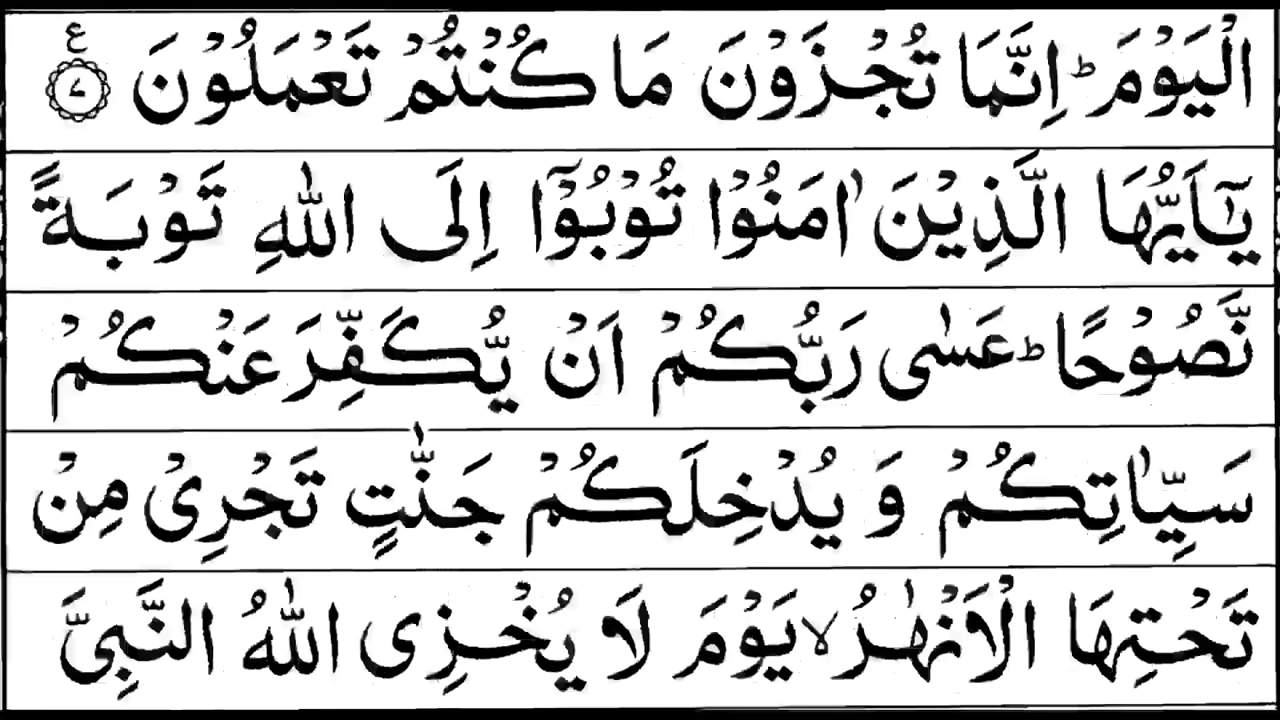 الْيَوْمَ ؕ اِنَّمَا تُجْزَوْنَ مَا كُنْتُمْ تَعْمَلُوْنَ ۷ ع
يٰۤاَيُّهَا الَّذِيْنَ اٰمَنُوْا تُوْبُوْۤا اِلَى اللّٰهِ تَوْبَةً
نَّصُوْحًا ؕ عَسٰى رَبُّكُمْ اَنْ يُّكَفِّرَ عَنْكُمْ
سَيِّاٰتِكُمْ وَ يُدْخِلَكُمْ جَنّٰتٍ تَجْرِىْ مِنْ
تَحْتِهَا الْاَنْهٰرُ ۙ يَوْمَ لَا يُخْزِى اللّٰهُ النَّبِىَّ